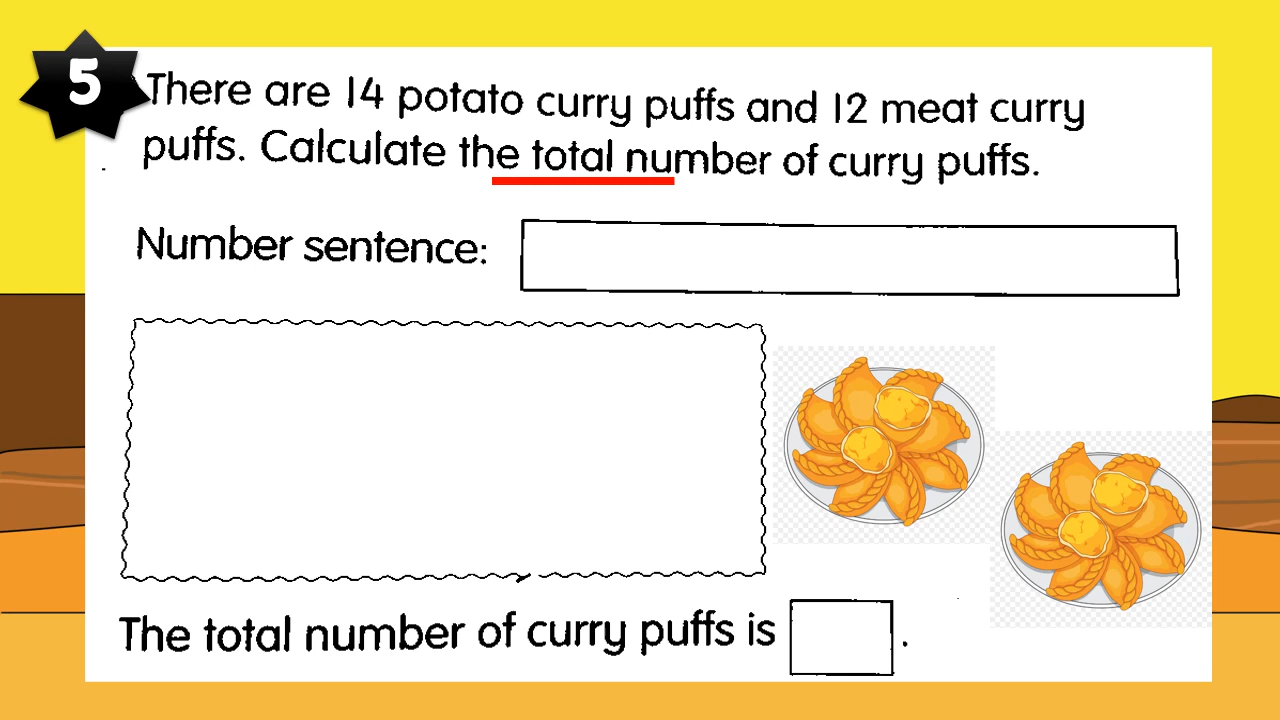 5
There are 14 potato curry puffs and 12 meat curry
puffs. Calculate the total number of curry puffs.
Number sentence:
The total number of curry puffs is .